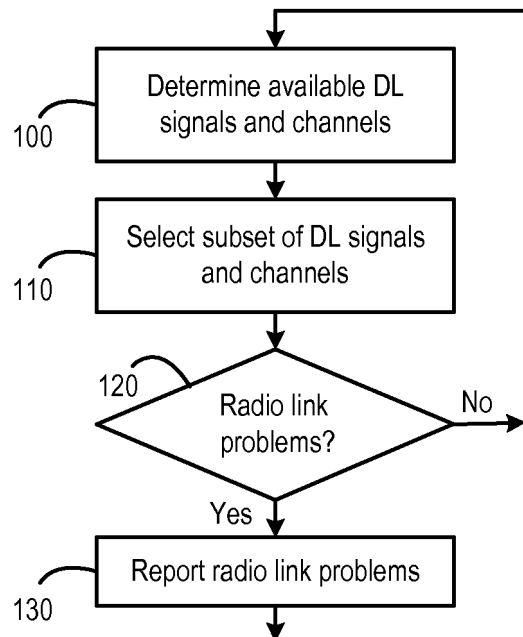 Determine available DL
signals and channels
100
Select subset of DL signals
and channels
110
120
Radio link
problems?
No
Yes
Report radio link problems
130